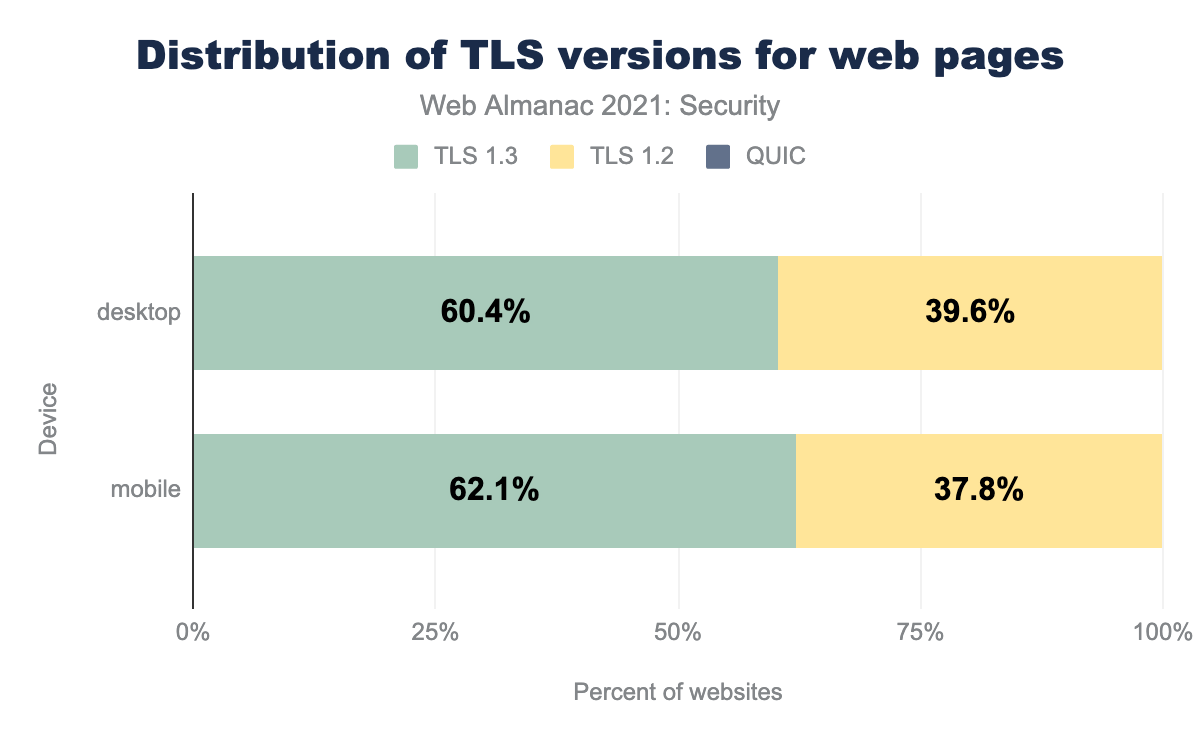 Distribution of TLS versions for web pages
Web Almanac 2021: Security
TLS 1.3 TLS 1.2 QUIC
desktop 60.4% 39.6%
Device
mobile 62.1% 37.8%
0% 25% 50% 75% 100%
Percent of websites